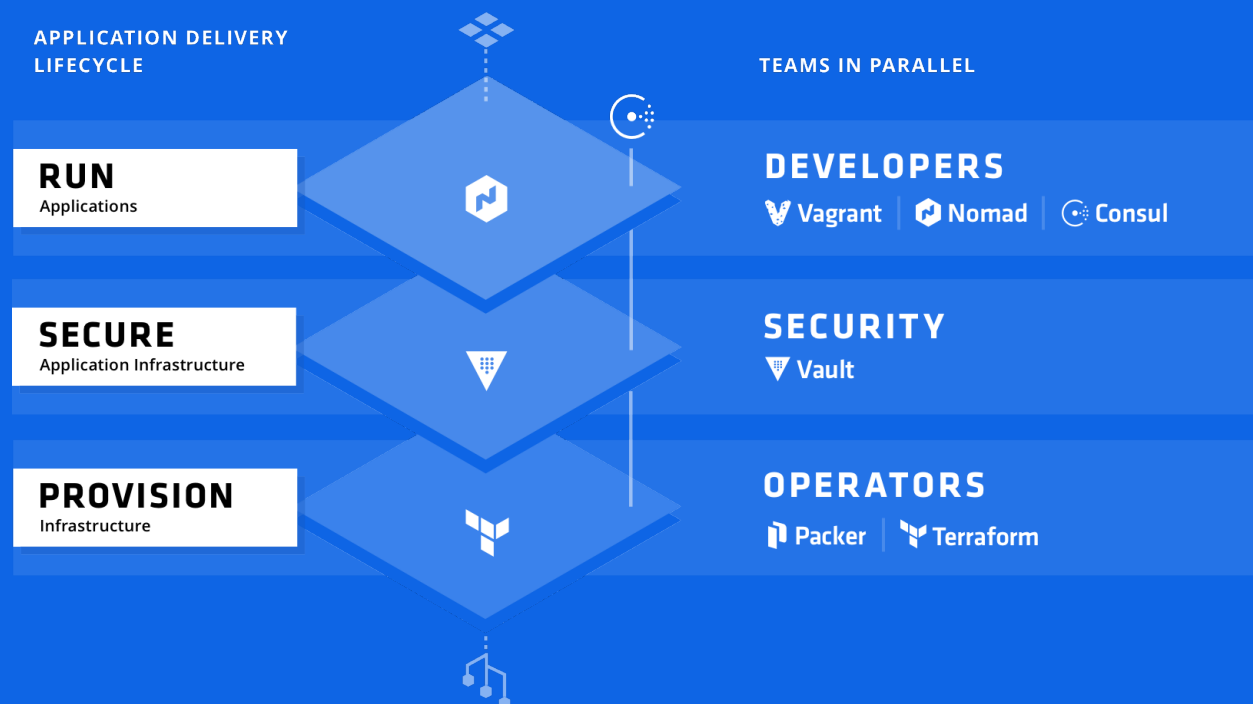 APPLICATION DELIVERY
LIFECYCLE
TEAMS IN PARALLEL
RUN
Applications
DEVELOPERS
Vagrant
Nomad
Consul
SECURE
Application Infrastructure
SECURITY
Vault
PROVISION
Infrastructure
OPERATORS
Packer
Terraform